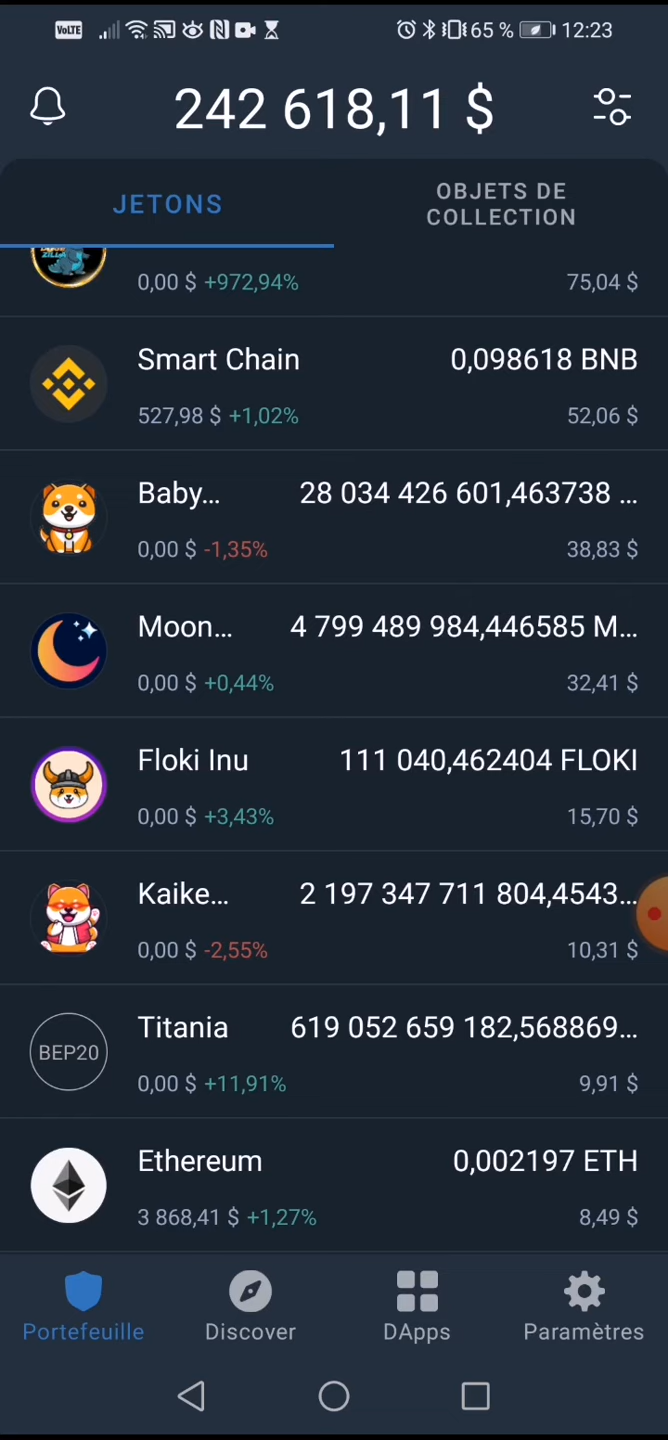 VoLTE 65 % 12:23
242 618,11 $
JETONS
OBJETS DE
COLLECTION
0,00 $ +972,94% 75,04 $
Smart Chain 0,098618 BNB
527,98 $ +1,02% 52,06 $
Baby... 28 034 426 601,463738 ...
0,00 $ -1,35% 38,83 $
Moon... 4 799 489 984,446585 M...
0,00 $ +0,44% 32,41 $
Floki Inu 111 040,462404 FLOKI
0,00 $ +3,43% 15,70 $
Kaike... 2 197 347 711 804,4543...
0,00 $ -2,55% 10,31 $
BEP20
Titania 619 052 659 182,568869...
0,00 $ +11,91% 9,91 $
Ethereum 0,002197 ETH
3 868,41 $ +1,27% 8,49 $
Portefeuille Discover DApps Paramètres